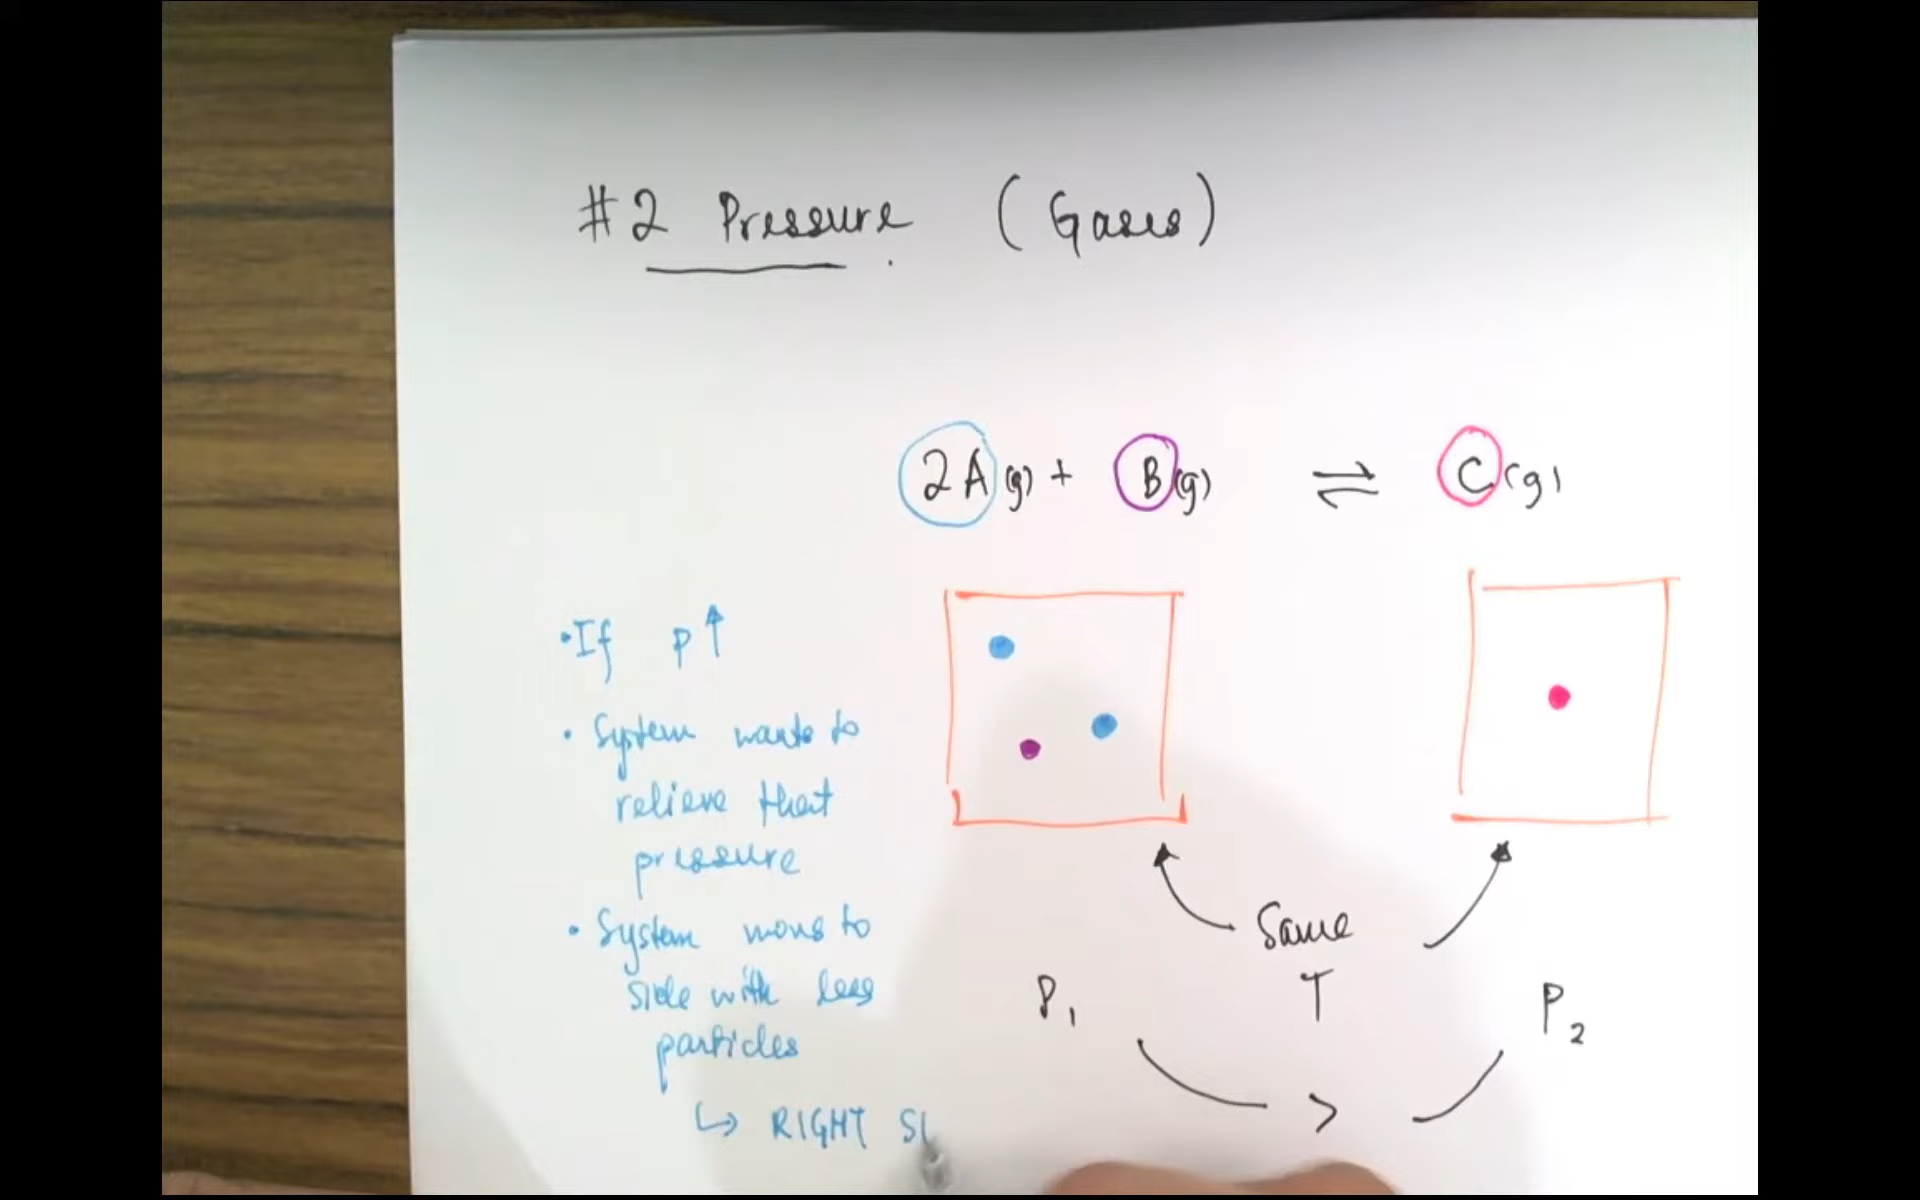 #2 Pressure (Gases)
2A(g) + B(g) ⇌ C(g)
• If p↑
• System wants to
relieve that
pressure
• System moves to
side with less
particles
↳ RIGHT SI
Same
T
P₁ > P₂